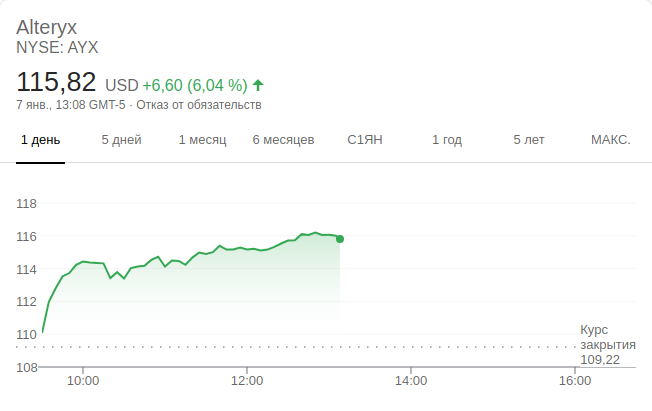 Alteryx
NYSE: AYX
115,82 USD +6,60 (6,04 %)
7 янв., 13:08 GMT-5 · Отказ от обязательств
1 день 5 дней 1 месяц 6 месяцев С1ЯН 1 год 5 лет МАКС.
118
116
114
112
110
108
Курс
закрытия
109,22
10:00 12:00 14:00 16:00